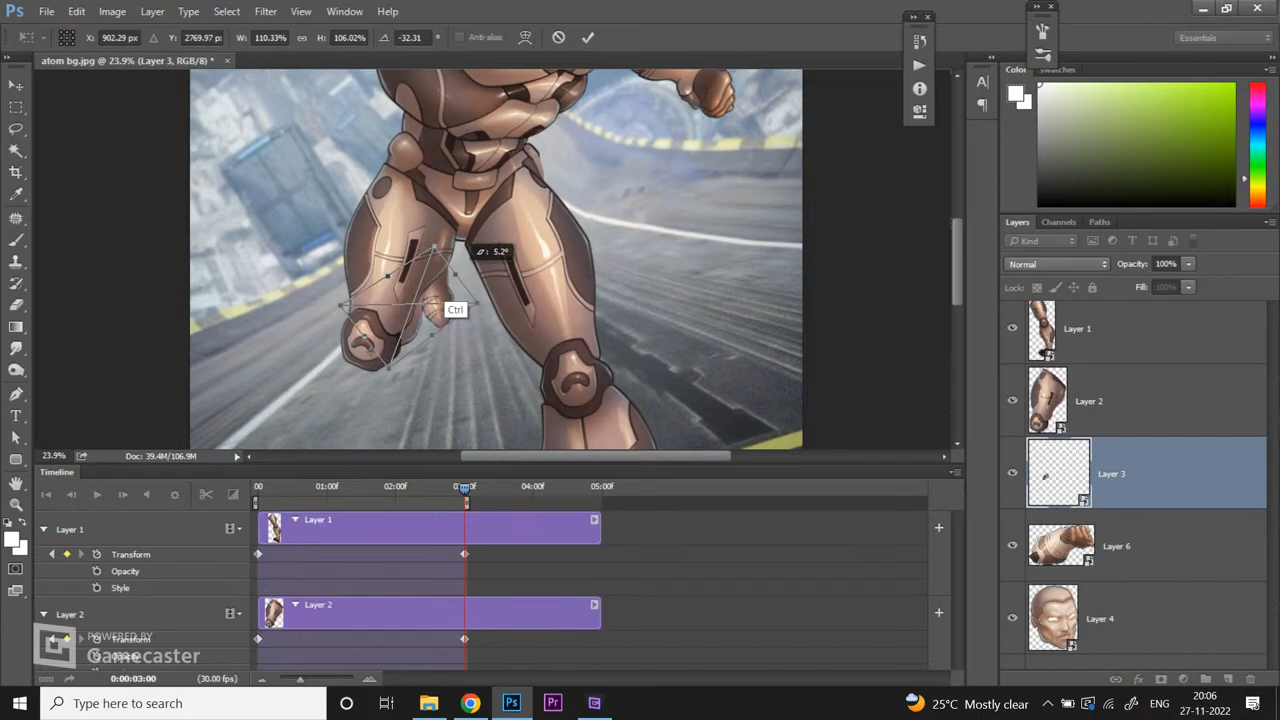 Ps File Edit Image Layer Type Select Filter View Window Help
X: 902.29 px Y: 2769.97 px W: 110.33% H: 106.02% -32.31 ° Anti-alias Essentials
atom bg.jpg @ 23.9% (Layer 3, RGB/8) * ×
Color Swatches
5.2°
Ctrl
Layers Channels Paths
Kind
Normal Opacity: 100%
Lock: Fill: 100%
Layer 1
Layer 2
Layer 3
Layer 6
Layer 4
23.9% Doc: 39.4M/106.9M
Timeline
00 01:00f 02:00f 04:00f 05:00f
Layer 1 Layer 1
Transform
Opacity
Style
Layer 2 Layer 2
Transform
POWERED BY
Gamecaster
0:00:03:00 (30.00 fps)
Type here to search
Ps Pr
25°C Mostly clear ENG 20:06
27-11-2022